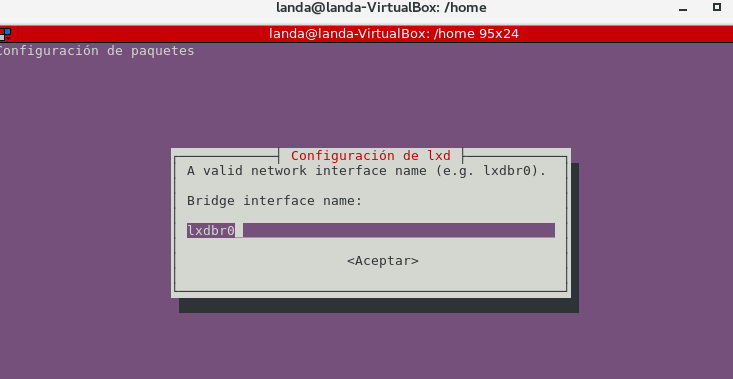 landa@landa-VirtualBox: /home
landa@landa-VirtualBox: /home 95x24
Configuración de paquetes
Configuración de lxd
A valid network interface name (e.g. lxdbr0).
Bridge interface name:
lxdbr0
<Aceptar>